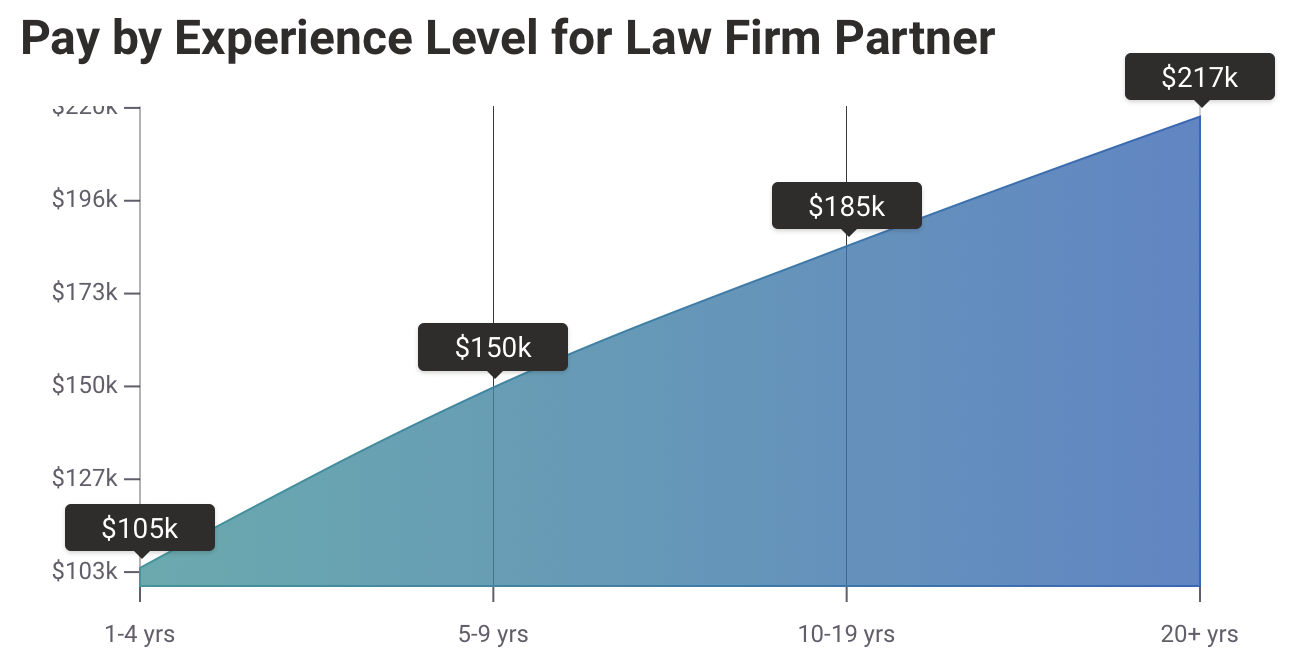 Pay by Experience Level for Law Firm Partner
$217k
$196k
$185k
$173k
$150k
$150k
$127k
$105k
$103k
1-4 yrs
5-9 yrs
10-19 yrs
20+ yrs